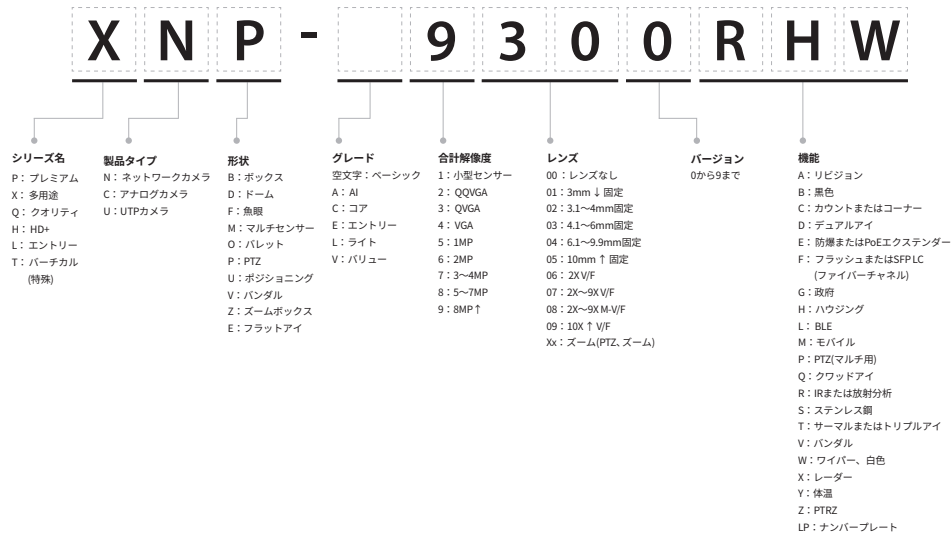 XNP- 9300RHW
シリーズ名
P：プレミアム
X：多用途
Q：クオリティ
H：HD+
L：エントリー
T：バーチカル
(特殊)
製品タイプ
N：ネットワークカメラ
C：アナログカメラ
U：UTPカメラ
形状
B：ボックス
D：ドーム
F：魚眼
M：マルチセンサー
O：バレット
P：PTZ
U：ポジショニング
V：バンダル
Z：ズームボックス
E：フラットアイ
グレード
空文字：ベーシック
A：AI
C：コア
E：エントリー
L：ライト
V：バリュー
合計解像度
1：小型センサー
2：QQVGA
3：QVGA
4：VGA
5：1MP
6：2MP
7：3～4MP
8：5～7MP
9：8MP↑
レンズ
00：レンズなし
01：3mm ↓ 固定
02：3.1～4mm固定
03：4.1～6mm固定
04：6.1～9.9mm固定
05：10mm ↑ 固定
06：2X V/F
07：2X～9X V/F
08：2X～9X M-V/F
09：10X ↑ V/F
Xx：ズーム(PTZ、ズーム)
バージョン
0から9まで
機能
A：リビジョン
B：黒色
C：カウントまたはコーナー
D：デュアルアイ
E：防爆またはPoEエクステンダー
F：フラッシュまたはSFP LC
(ファイバーチャネル)
G：政府
H：ハウジング
L：BLE
M：モバイル
P：PTZ(マルチ用)
Q：クワッドアイ
R：IRまたは放射分析
S：ステンレス鋼
T：サーマルまたはトリプルアイ
V：バンダル
W：ワイパー、白色
X：レーダー
Y：体温
Z：PTRZ
LP：ナンバープレート